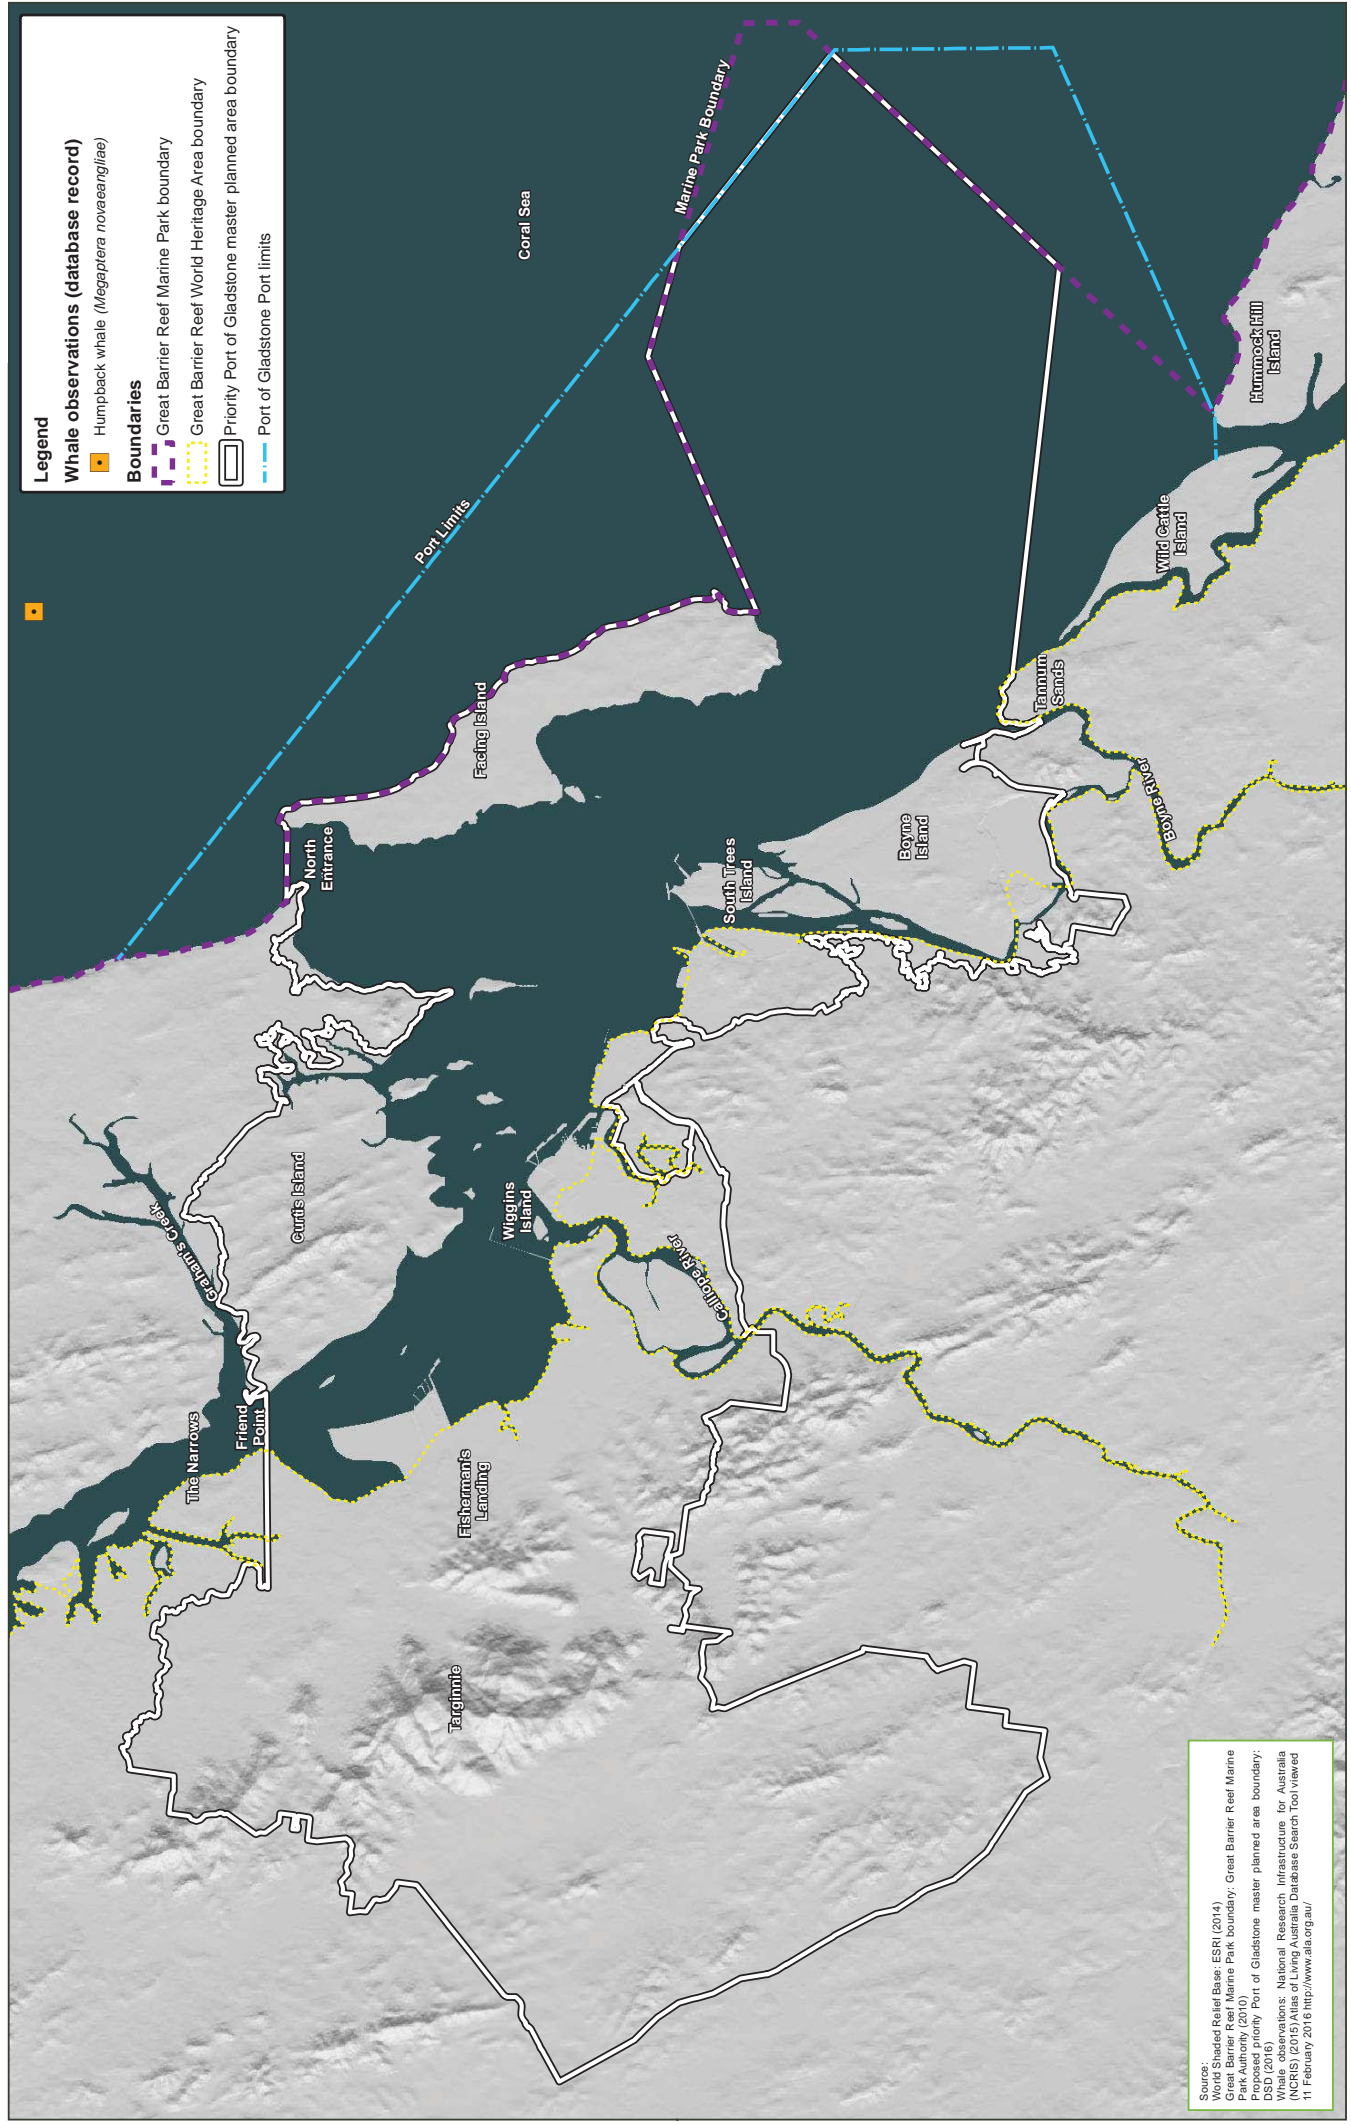 Legend
Whale observations (database record)
Humpback whale (Megaptera novaeangliae)
Boundaries
Great Barrier Reef Marine Park boundary
Great Barrier Reef World Heritage Area boundary
Priority Port of Gladstone master planned area boundary
Port of Gladstone Port limits
Marine Park Boundary
Coral Sea
Port Limits
Hummock Hill
Island
Wild Cattle
Island
Facing Island
Tannum
Sands
Boyne River
Boyne
Island
South Trees
Island
North
Entrance
Graham's Creek
Curtis Island
Wiggins
Island
Calliope River
The Narrows
Friend
Point
Fisherman's
Landing
Targinnie
Source:
World Shaded Relief Base: ESRI (2014)
Great Barrier Reef Marine Park boundary: Great Barrier Reef Marine
Park Authority (2010)
Proposed priority Port of Gladstone master planned area boundary:
DSD (2016)
Whale observations: National Research Infrastructure for Australia
(NCRIS) (2015) Atlas of Living Australia Database Search Tool viewed
11 February 2016 http://www.ala.org.au/